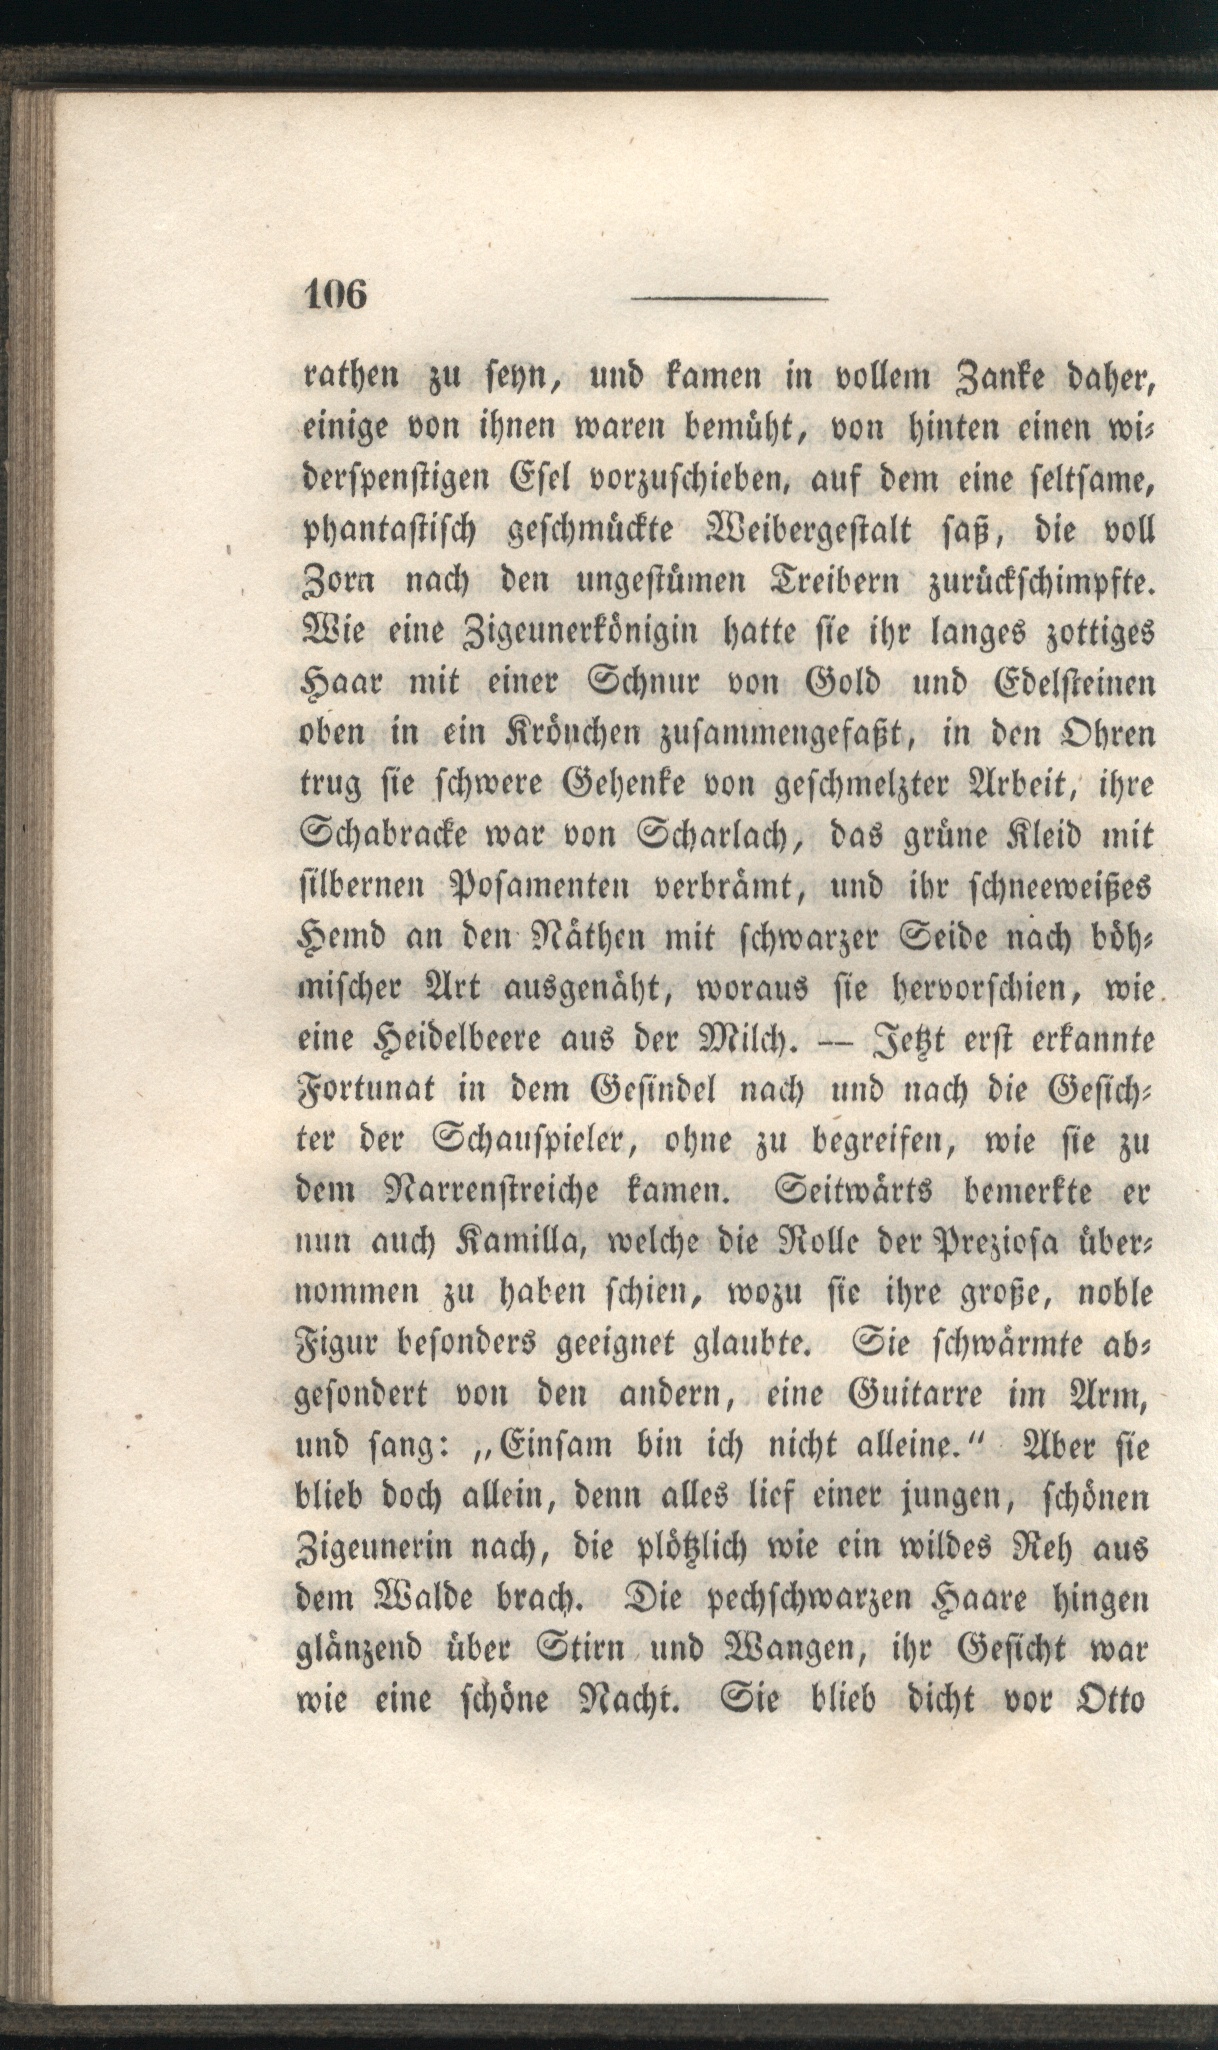 106
rathen zu seyn, und kamen in vollem Zanke daher,
einige von ihnen waren bemüht, von hinten einen wi⸗
derspenstigen Esel vorzuschieben, auf dem eine seltsame,
phantastisch geschmückte Weibergestalt saß, die voll
Zorn nach den ungestümen Treibern zurückschimpfte.
Wie eine Zigeunerkönigin hatte sie ihr langes zottiges
Haar mit einer Schnur von Gold und Edelsteinen
oben in ein Krönchen zusammengefaßt, in den Ohren
trug sie schwere Gehenke von geschmelzter Arbeit, ihre
Schabracke war von Scharlach, das grüne Kleid mit
silbernen Posamenten verbrämt, und ihr schneeweißes
Hemd an den Näthen mit schwarzer Seide nach böh⸗
mischer Art ausgenäht, woraus sie hervorschien, wie
eine Heidelbeere aus der Milch. — Jetzt erst erkannte
Fortunat in dem Gesindel nach und nach die Gesich⸗
ter der Schauspieler, ohne zu begreifen, wie sie zu
dem Narrenstreiche kamen. Seitwärts bemerkte er
nun auch Kamilla, welche die Rolle der Preziosa über⸗
nommen zu haben schien, wozu sie ihre große, noble
Figur besonders geeignet glaubte. Sie schwärmte ab⸗
gesondert von den andern, eine Guitarre im Arm,
und sang: „Einsam bin ich nicht alleine.“ Aber sie
blieb doch allein, denn alles lief einer jungen, schönen
Zigeunerin nach, die plötzlich wie ein wildes Reh aus
dem Walde brach. Die pechschwarzen Haare hingen
glänzend über Stirn und Wangen, ihr Gesicht war
wie eine schöne Nacht. Sie blieb dicht vor Otto